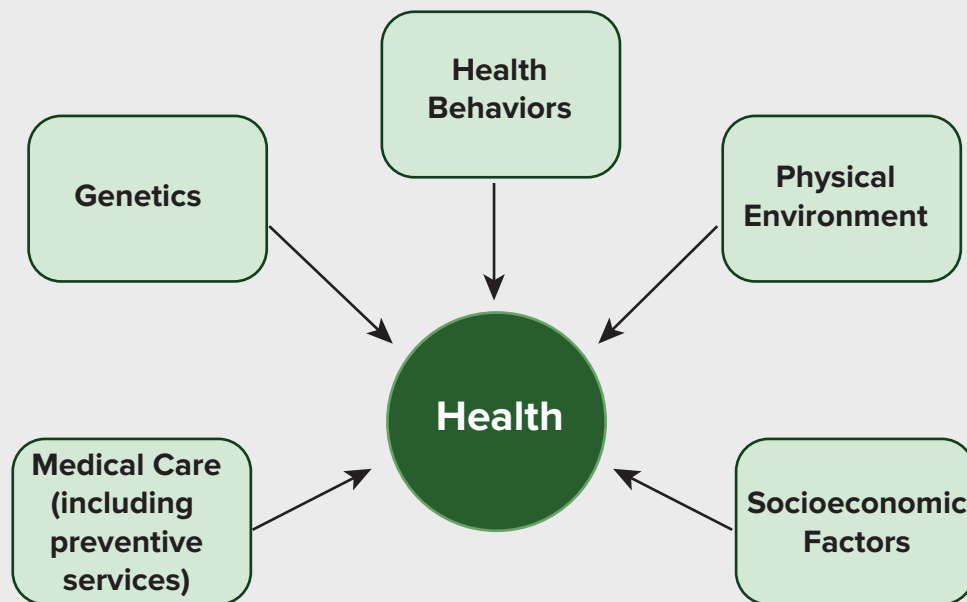 Health
Behaviors
Genetics
Physical
Environment
Health
Medical Care
(including
preventive
services)
Socioeconomic
Factors